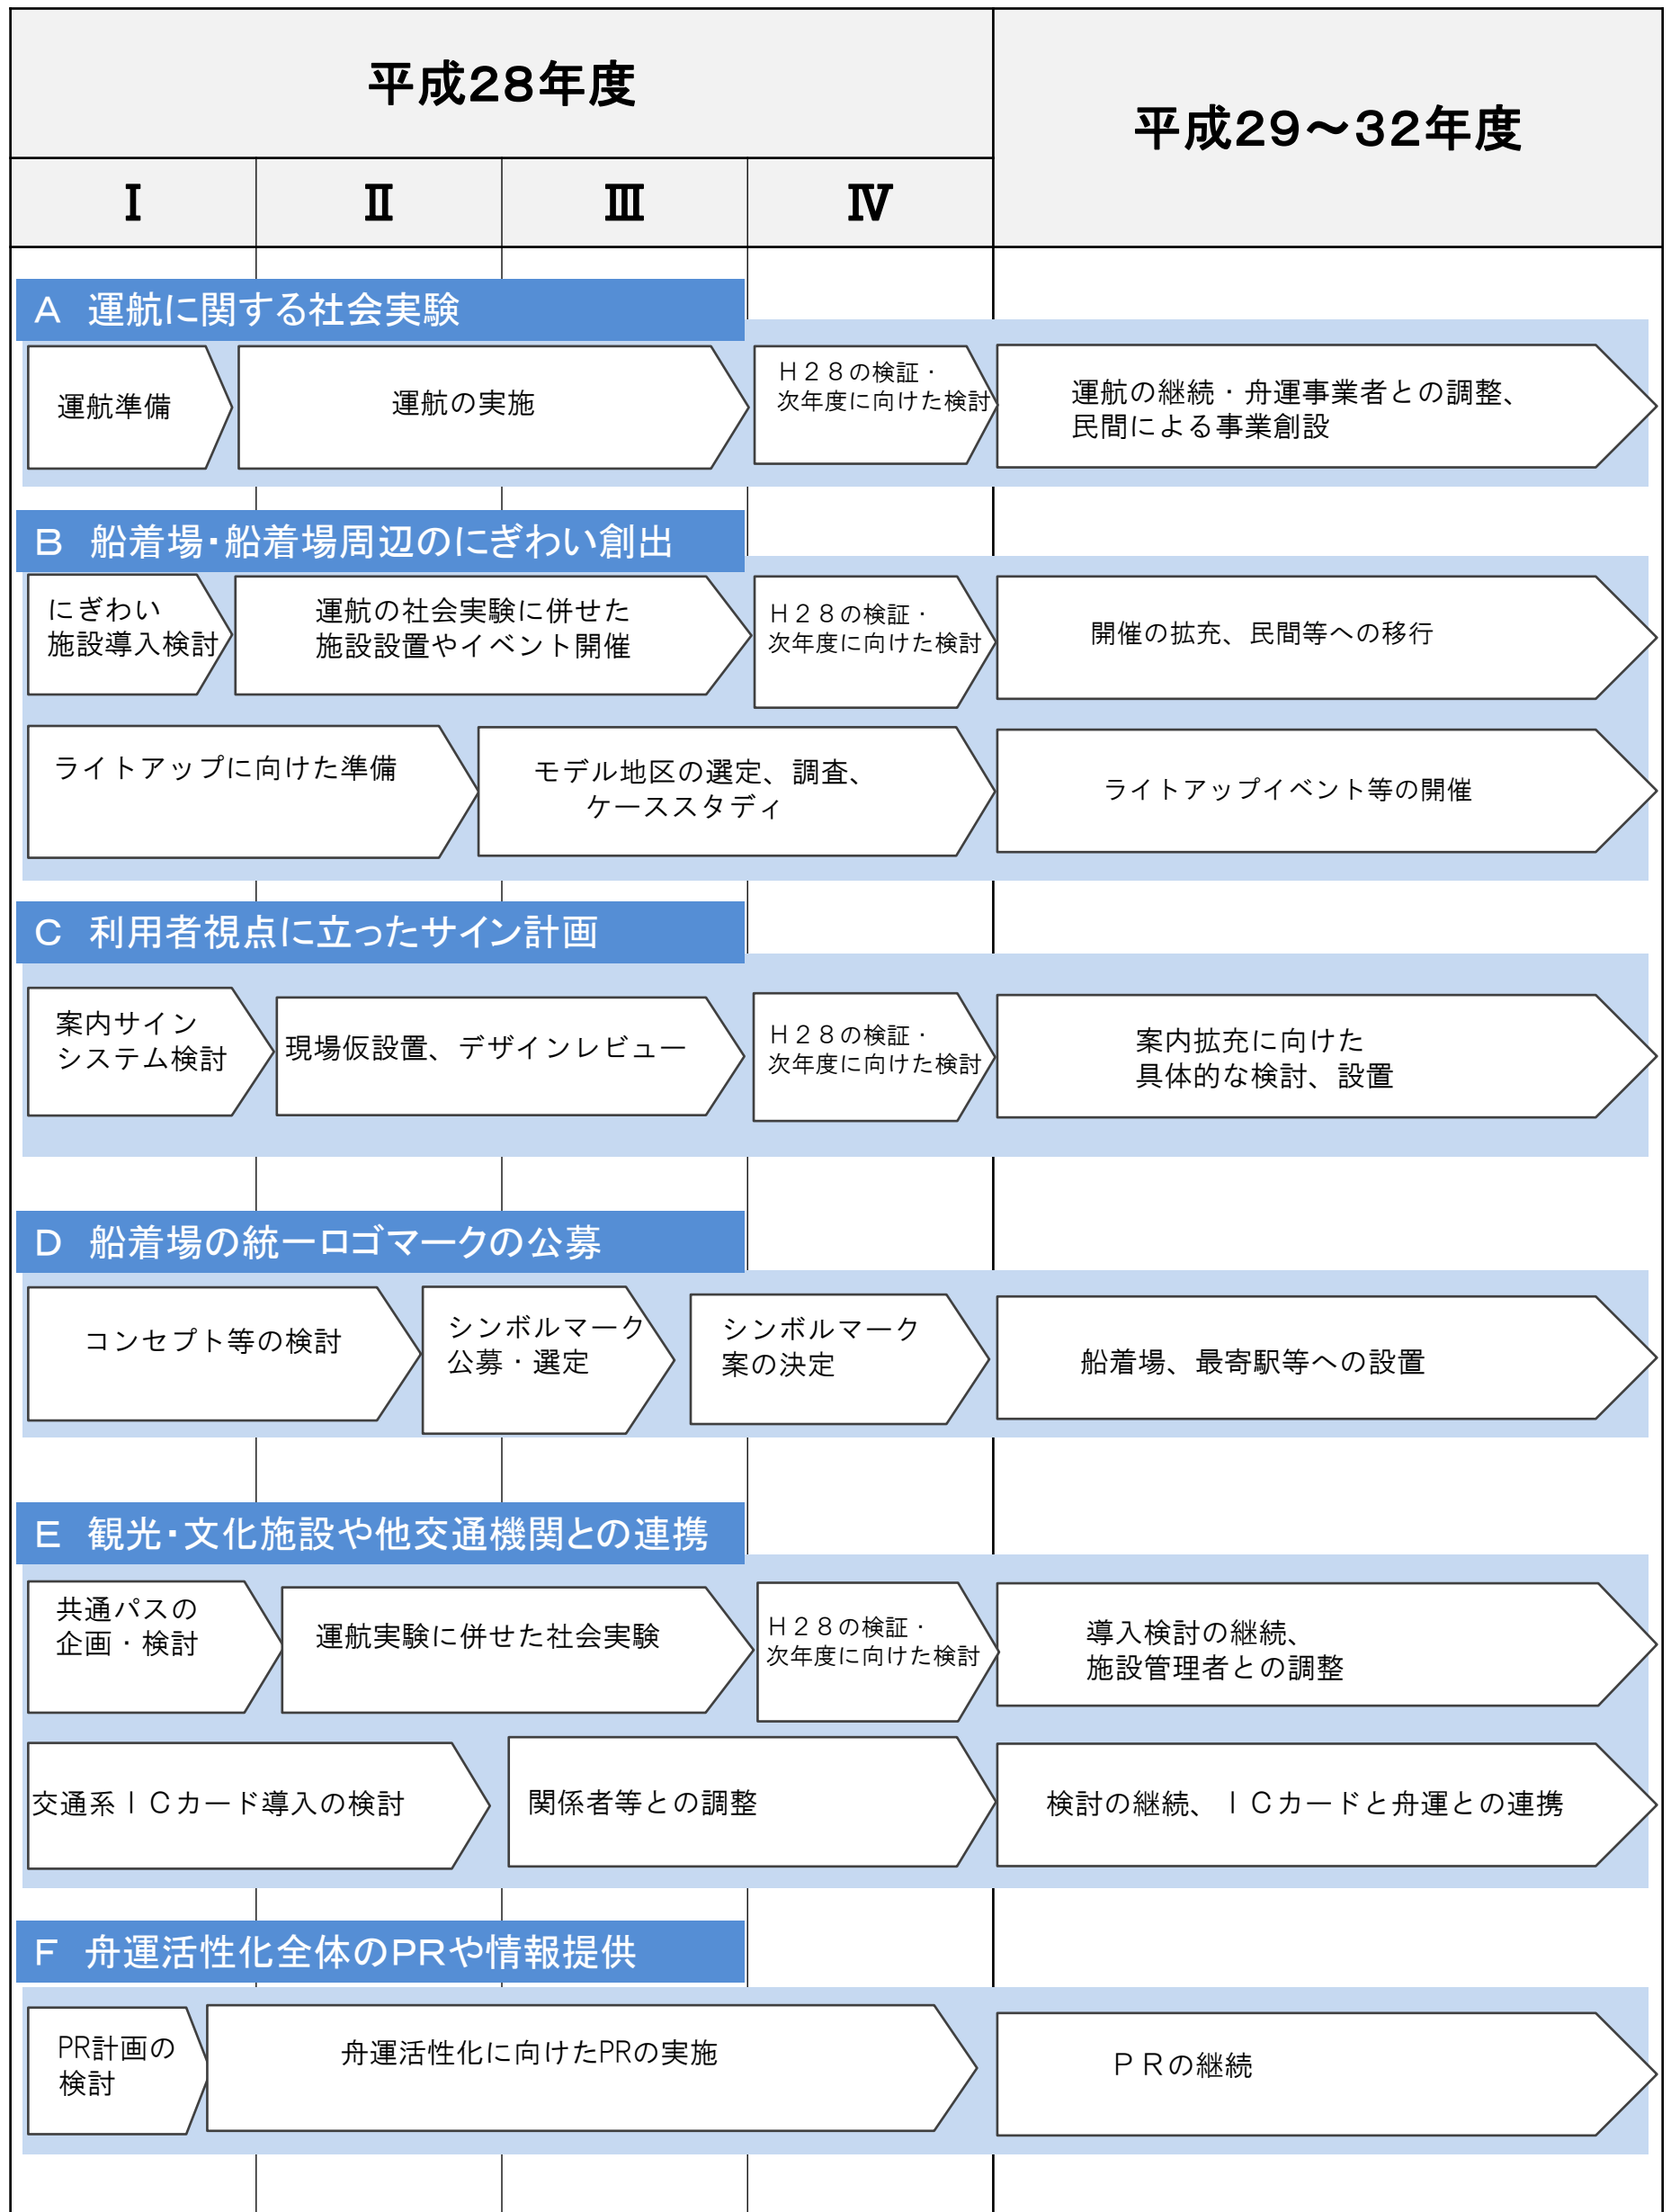 平成28年度
平成29～32年度
Ⅰ
Ⅱ
Ⅲ
Ⅳ
A 運航に関する社会実験
運航準備
運航の実施
Ｈ２８の検証・
次年度に向けた検討
運航の継続・舟運事業者との調整、
民間による事業創設
B 船着場・船着場周辺のにぎわい創出
にぎわい
施設導入検討
運航の社会実験に併せた
施設設置やイベント開催
Ｈ２８の検証・
次年度に向けた検討
開催の拡充、民間等への移行
ライトアップに向けた準備
モデル地区の選定、調査、
ケーススタディ
ライトアップイベント等の開催
C 利用者視点に立ったサイン計画
案内サイン
システム検討
現場仮設置、デザインレビュー
Ｈ２８の検証・
次年度に向けた検討
案内拡充に向けた
具体的な検討、設置
D 船着場の統一ロゴマークの公募
コンセプト等の検討
シンボルマーク
公募・選定
シンボルマーク
案の決定
船着場、最寄駅等への設置
E 観光・文化施設や他交通機関との連携
共通パスの
企画・検討
運航実験に併せた社会実験
Ｈ２８の検証・
次年度に向けた検討
導入検討の継続、
施設管理者との調整
交通系ＩＣカード導入の検討
関係者等との調整
検討の継続、ＩＣカードと舟運との連携
F 舟運活性化全体のPRや情報提供
PR計画の
検討
舟運活性化に向けたPRの実施
ＰＲの継続